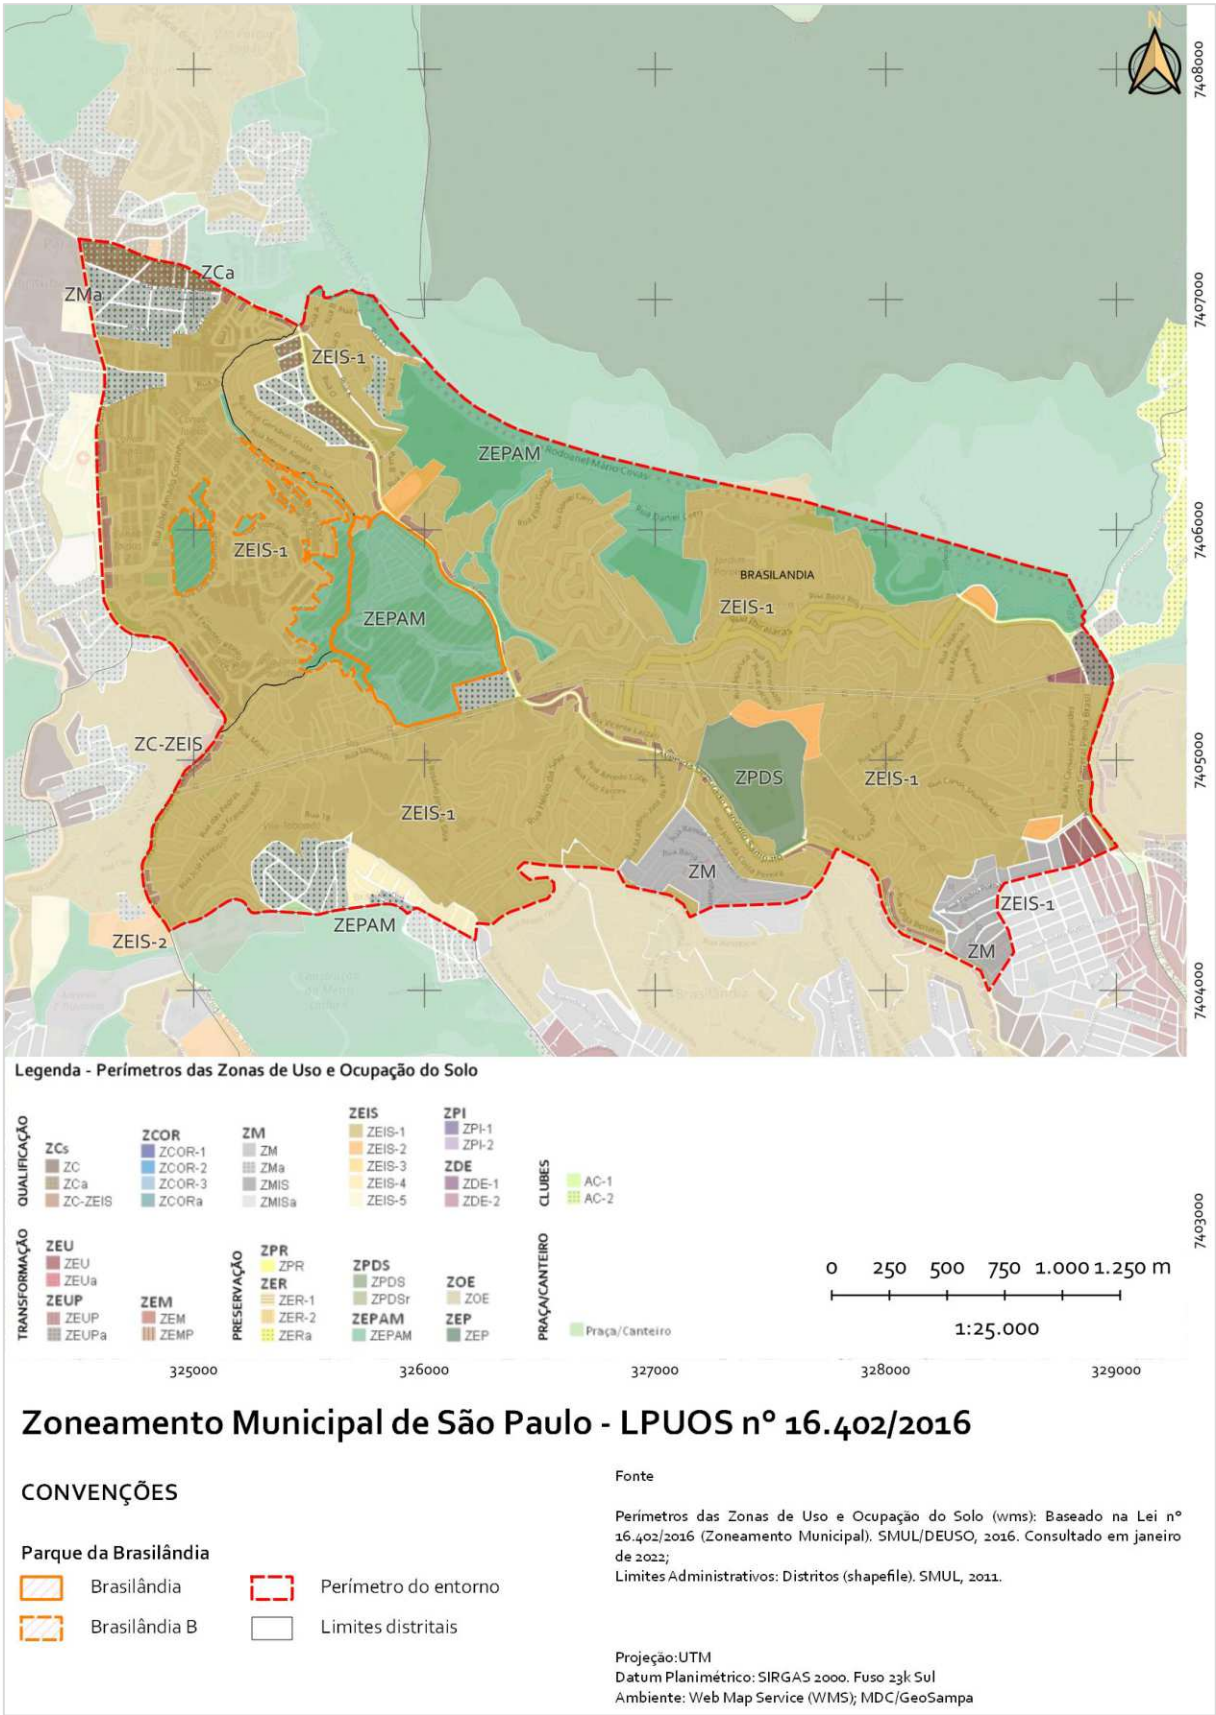 N
7408000
ZCa
ZMa
7407000
ZEIS-1
ZEPAM
Rodoanel Mário Covas
Rua Daniel Cerri
7406000
ZEIS-1
BRASILANDIA
ZEIS-1
ZEPAM
ZC-ZEIS
7405000
ZPDS
ZEIS-1
ZEIS-1
ZM
ZEIS-1
ZEPAM
ZEIS-2
ZM
7404000
Legenda - Perímetros das Zonas de Uso e Ocupação do Solo
QUALIFICAÇÃO
ZCs
ZC
ZCa
ZC-ZEIS
ZCOR
ZCOR-1
ZCOR-2
ZCOR-3
ZCORa
ZM
ZM
ZMa
ZMIS
ZMISa
ZEIS
ZEIS-1
ZEIS-2
ZEIS-3
ZEIS-4
ZEIS-5
ZPI
ZPI-1
ZPI-2
ZDE
ZDE-1
ZDE-2
CLUBES
AC-1
AC-2
7403000
TRANSFORMAÇÃO
ZEU
ZEU
ZEUa
ZEUP
ZEUP
ZEUPa
ZEM
ZEM
ZEMP
PRESERVAÇÃO
ZPR
ZPR
ZER
ZER-1
ZER-2
ZERa
ZPDS
ZPDS
ZPDSr
ZEPAM
ZEPAM
ZOE
ZOE
ZEP
ZEP
PRAÇA/CANTEIRO
Praça/Canteiro
0 250 500 750 1.000 1.250 m
1:25.000
325000 326000 327000 328000 329000
Zoneamento Municipal de São Paulo - LPUOS nº 16.402/2016
CONVENÇÕES
Parque da Brasilândia
Brasilândia
Brasilândia B
Perímetro do entorno
Limites distritais
Fonte
Perímetros das Zonas de Uso e Ocupação do Solo (wms): Baseado na Lei nº
16.402/2016 (Zoneamento Municipal). SMUL/DEUSO, 2016. Consultado em janeiro
de 2022;
Limites Administrativos: Distritos (shapefile). SMUL, 2011.
Projeção:UTM
Datum Planimétrico: SIRGAS 2000. Fuso 23k Sul
Ambiente: Web Map Service (WMS); MDC/GeoSampa